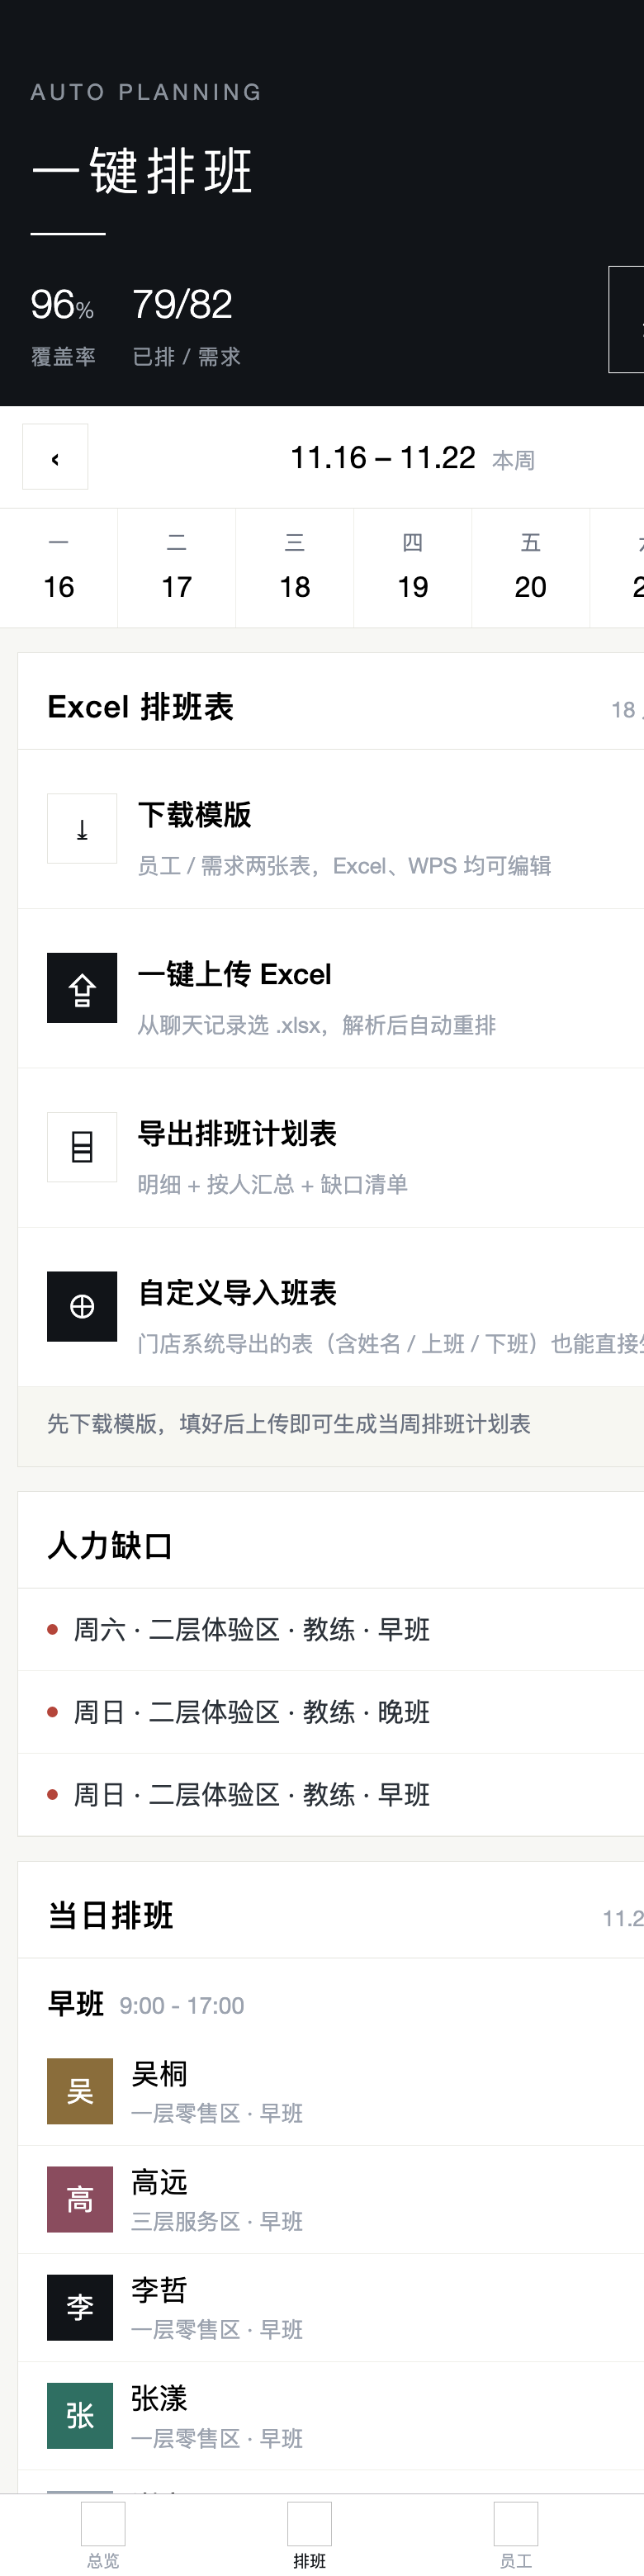 AUTO PLANNING
一键排班
96% 79/82
覆盖率 已排 / 需求
‹ 11.16 – 11.22 本周
一 二 三 四 五
16 17 18 19 20
Excel 排班表 18
下载模版
员工 / 需求两张表，Excel、WPS 均可编辑
一键上传 Excel
从聊天记录选 .xlsx，解析后自动重排
导出排班计划表
明细 + 按人汇总 + 缺口清单
自定义导入班表
门店系统导出的表（含姓名 / 上班 / 下班）也能直接
先下载模版，填好后上传即可生成当周排班计划表
人力缺口
周六 · 二层体验区 · 教练 · 早班
周日 · 二层体验区 · 教练 · 晚班
周日 · 二层体验区 · 教练 · 早班
当日排班 11.2
早班 9:00 - 17:00
吴 吴桐
一层零售区 · 早班
高 高远
三层服务区 · 早班
李 李哲
一层零售区 · 早班
张 张漾
一层零售区 · 早班
总览 排班 员工